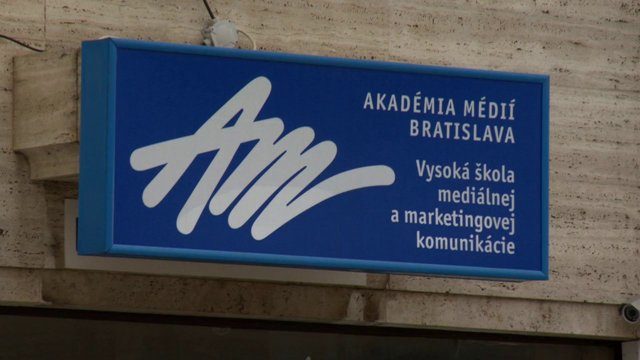 AM
AKADÉMIA MÉDIÍ
BRATISLAVA
Vysoká škola
mediálnej
a marketingovej
komunikácie